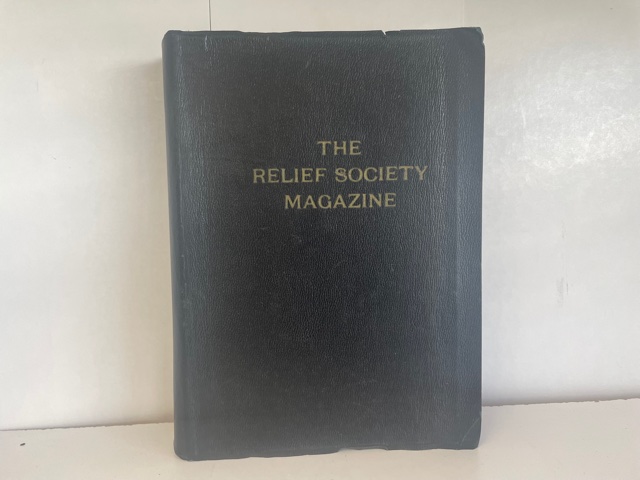 THE
RELIEF SOCIETY
MAGAZINE